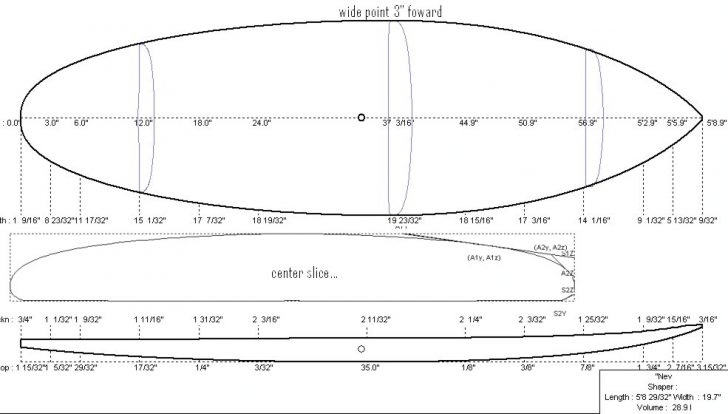 wide point 3" foward
: 0.0" 3.0" 6.0" 12.0" 18.0" 24.0" 37 3/16" 44.9" 50.9" 56.9" 5'2.9" 5'5.9" 5'8.9"
th : 1 9/16" 8 23/32" 11 17/32" 15 1/32" 17 7/32" 18 19/32" 19 23/32" 18 15/16" 17 3/16" 14 1/16" 9 1/32" 5 13/32" 9/32"
(A2y, A2z)
S1Z
(A1y, A1z)
center slice...
A2Z
S2Z
S2Y
ckn : 3/4" 1 1/32" 1 9/32" 1 11/16" 1 31/32" 2 3/16" 2 11/32" 2 1/4" 2 3/32" 1 25/32" 1 9/32" 15/16" 3/16"
op : 1 15/32" 1 5/32" 29/32" 17/32" 1/4" 3/32" 35.0" 1/8" 3/6" 7/8" 1 3/4" 2 7/16" 3 15/32"
"Nev
Shaper :
Length : 5'8 29/32" Width : 19.7"
Volume : 28.9 l